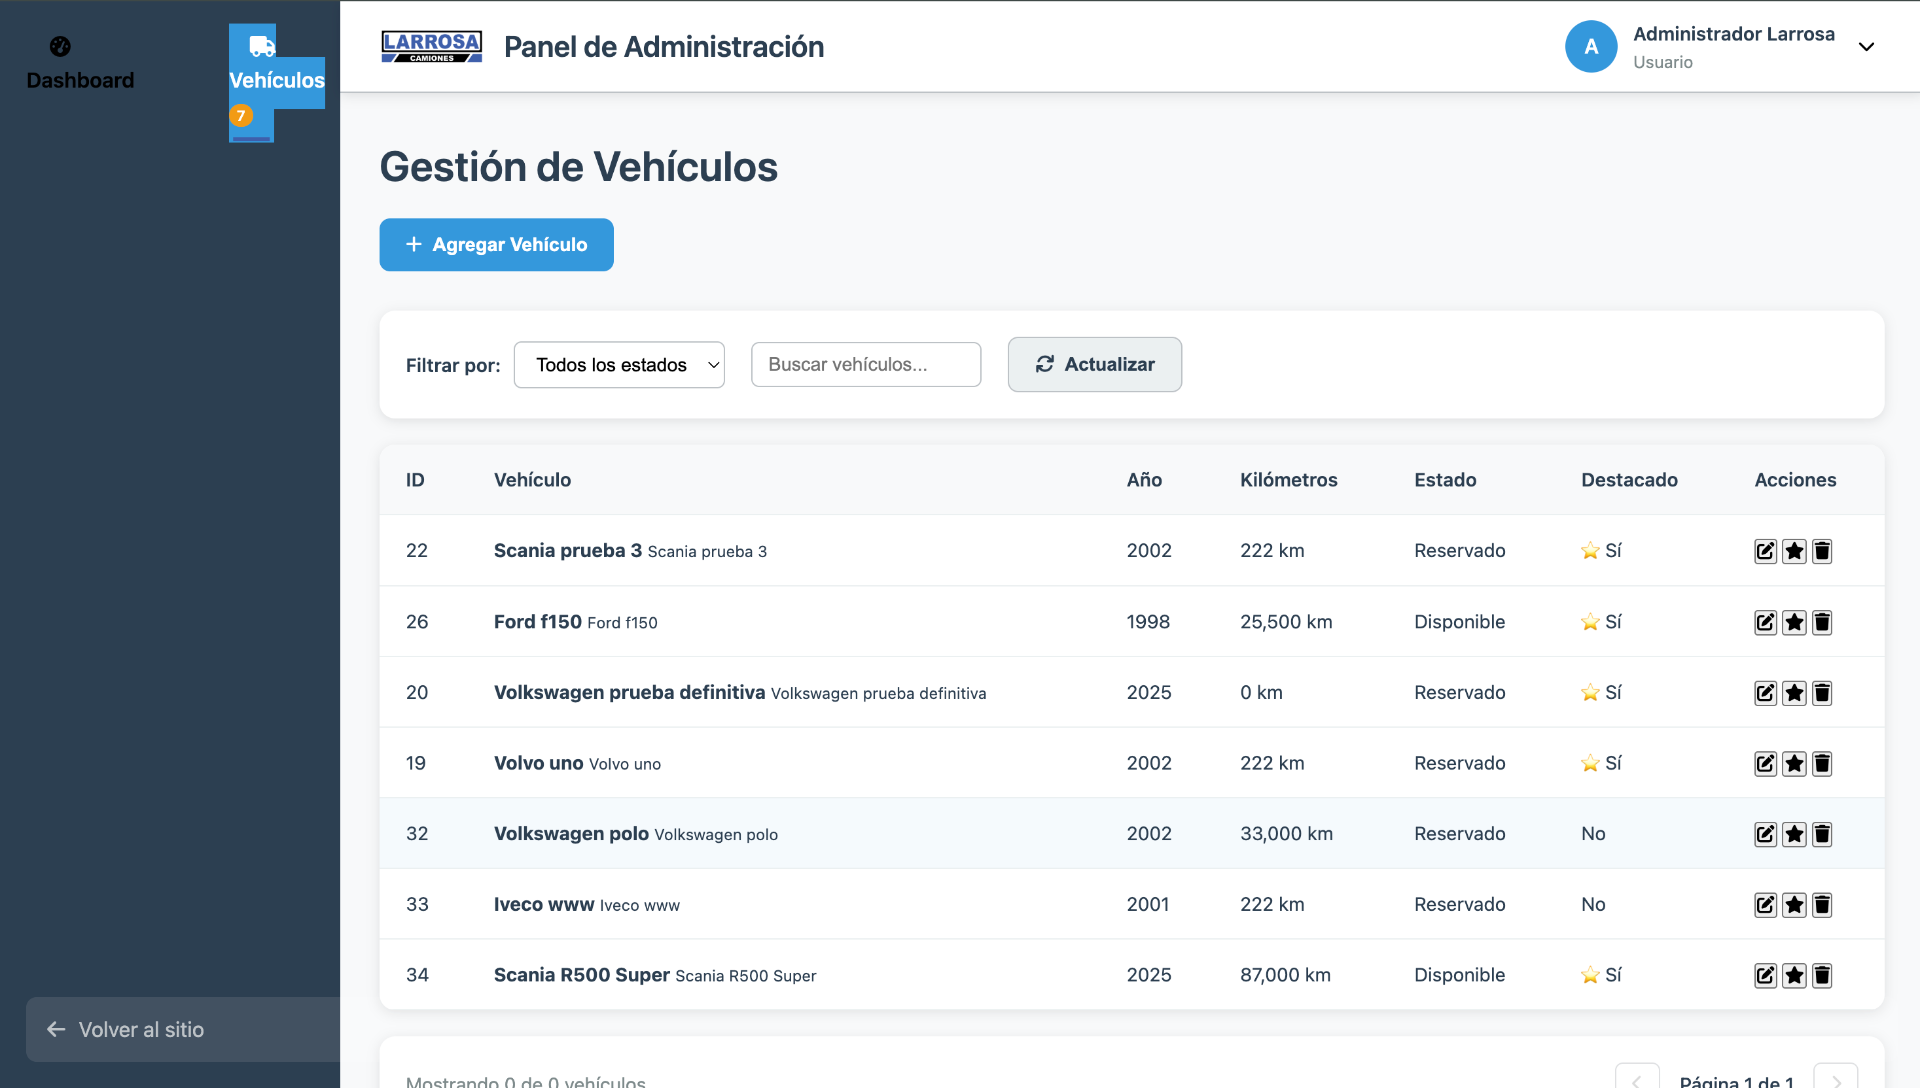 Dashboard
Vehículos
7
Volver al sitio
LARROSA
CAMIONES
Panel de Administración
A
Administrador Larrosa
Usuario
Gestión de Vehículos
Agregar Vehículo
Filtrar por: Todos los estados Buscar vehículos... Actualizar
ID Vehículo Año Kilómetros Estado Destacado Acciones
22 Scania prueba 3 Scania prueba 3 2002 222 km Reservado Sí
26 Ford f150 Ford f150 1998 25,500 km Disponible Sí
20 Volkswagen prueba definitiva Volkswagen prueba definitiva 2025 0 km Reservado Sí
19 Volvo uno Volvo uno 2002 222 km Reservado Sí
32 Volkswagen polo Volkswagen polo 2002 33,000 km Reservado No
33 Iveco www Iveco www 2001 222 km Reservado No
34 Scania R500 Super Scania R500 Super 2025 87,000 km Disponible Sí
Mostrando 0 de 0 vehículos Página 1 de 1